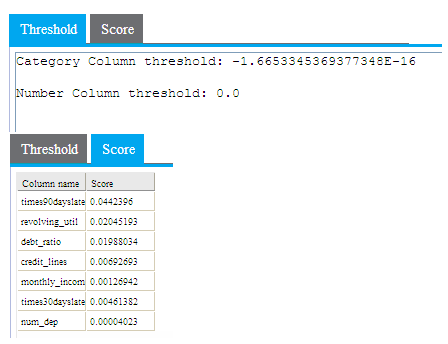 Threshold Score
Category Column threshold: -1.6653345369377348E-16
Number Column threshold: 0.0
Threshold Score
Column name Score
times90dayslate 0.0442396
revolving_util 0.02045193
debt_ratio 0.01988034
credit_lines 0.00692693
monthly_incom 0.00126942
times30dayslate 0.00461382
num_dep 0.00004023